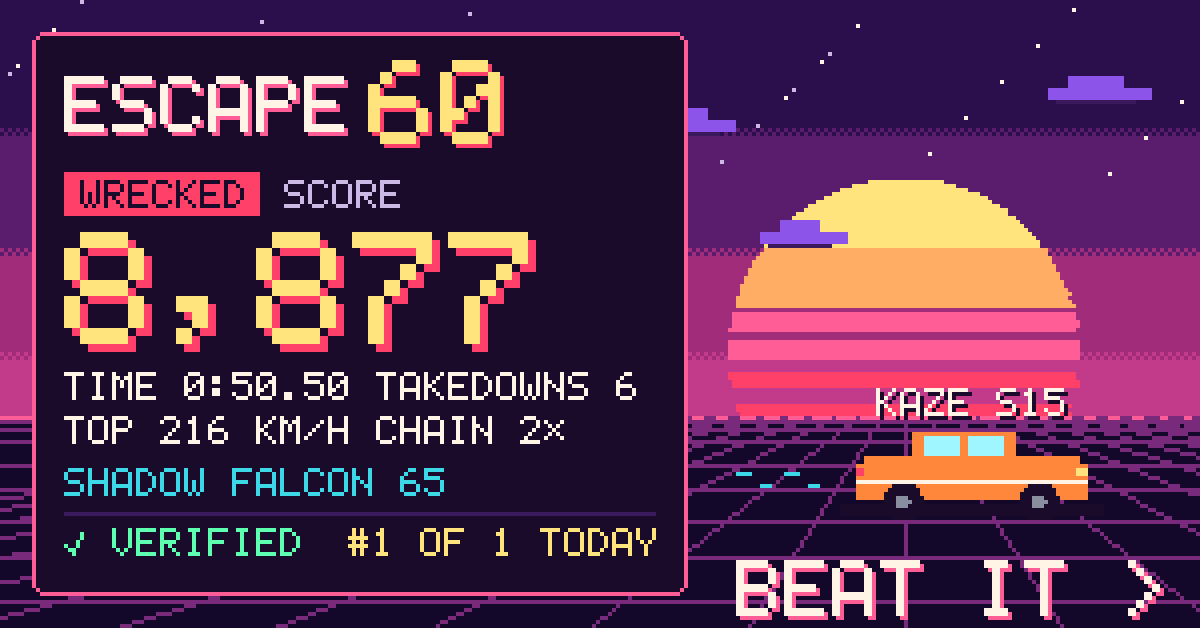 ESCAPE 60
WRECKED SCORE
8,877
TIME 0:50.50 TAKEDOWNS 6
TOP 216 KM/H CHAIN 2×
SHADOW FALCON 65
✓ VERIFIED #1 OF 1 TODAY
KAZE S15
BEAT IT >